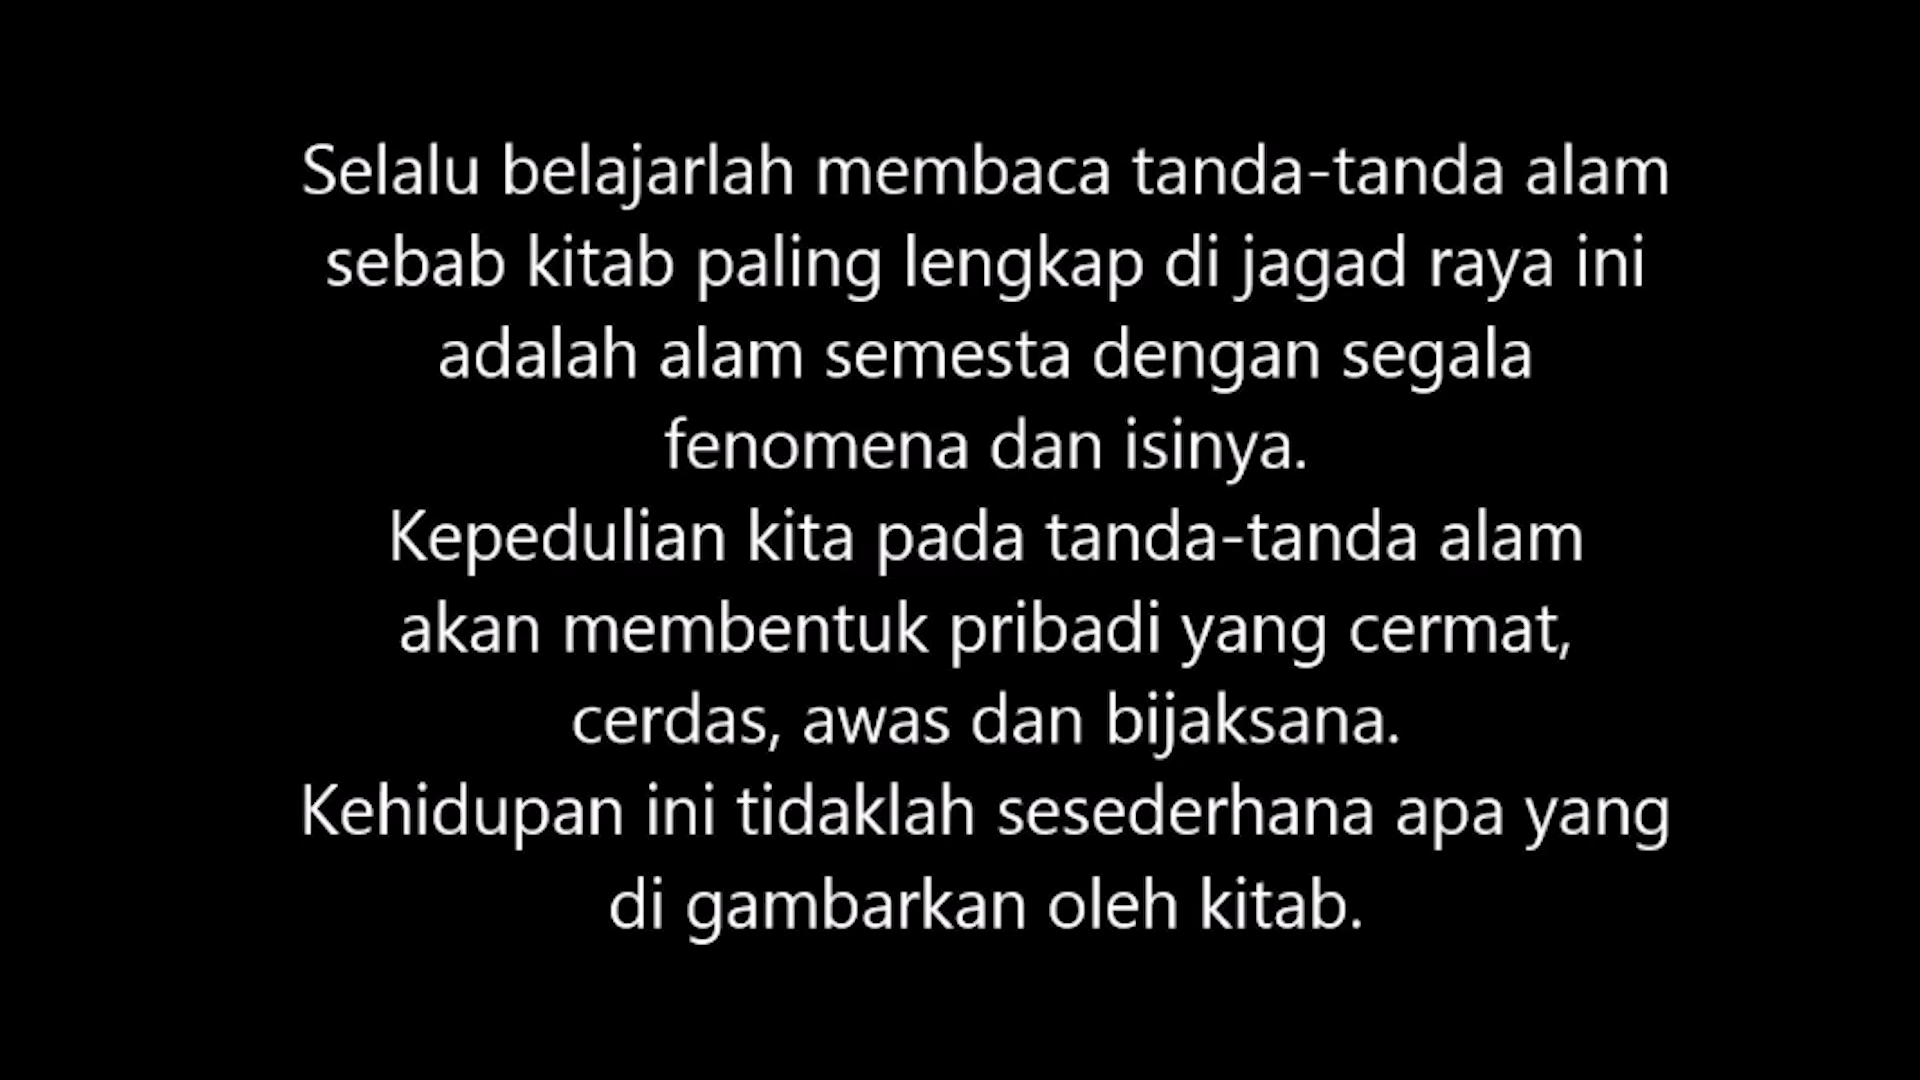 Selalu belajarlah membaca tanda-tanda alam
sebab kitab paling lengkap di jagad raya ini
adalah alam semesta dengan segala
fenomena dan isinya.
Kepedulian kita pada tanda-tanda alam
akan membentuk pribadi yang cermat,
cerdas, awas dan bijaksana.
Kehidupan ini tidaklah sesederhana apa yang
di gambarkan oleh kitab.